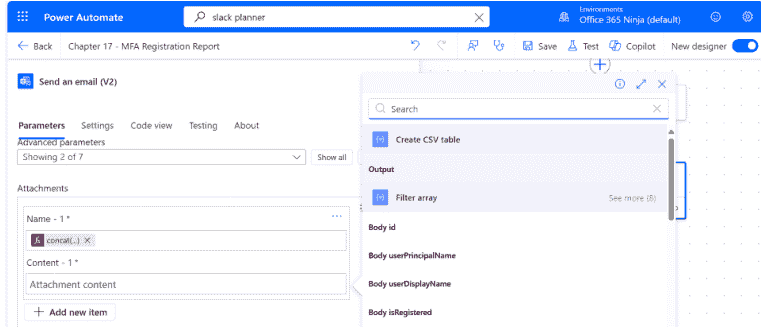 Power Automate
slack planner
Environments
Office 365 Ninja (default)
Back
Chapter 17 - MFA Registration Report
Save
Test
Copilot
New designer
Send an email (V2)
Search
Parameters
Settings
Code view
Testing
About
Create CSV table
Advanced parameters
Showing 2 of 7
Show all
Output
Attachments
Filter array
See more (8)
Name - 1 *
Body id
fx
concat(...)
Body userPrincipalName
Content - 1 *
Attachment content
Body userDisplayName
Add new item
Body isRegistered